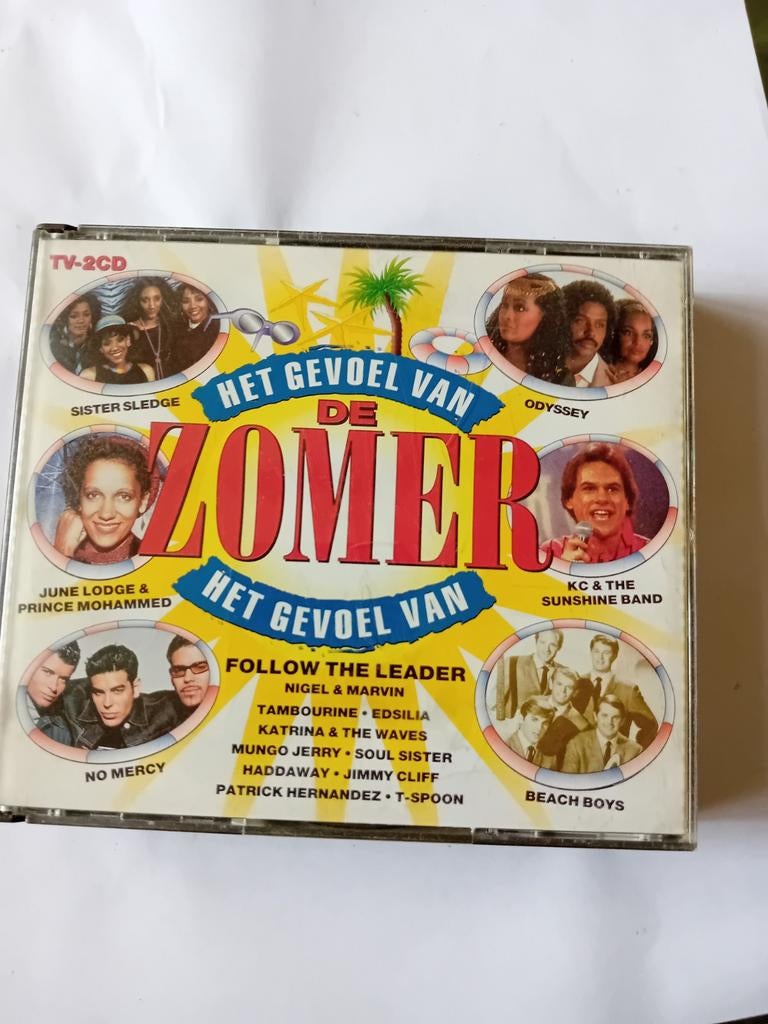 TV-2CD
SISTER SLEDGE
ODYSSEY
HET GEVOEL VAN
DE
ZOMER
HET GEVOEL VAN
JUNE LODGE &
PRINCE MOHAMMED
KC & THE
SUNSHINE BAND
FOLLOW THE LEADER
NIGEL & MARVIN
TAMBOURINE • EDSILIA
KATRINA & THE WAVES
MUNGO JERRY • SOUL SISTER
HADDAWAY • JIMMY CLIFF
PATRICK HERNANDEZ • T-SPOON
NO MERCY
BEACH BOYS